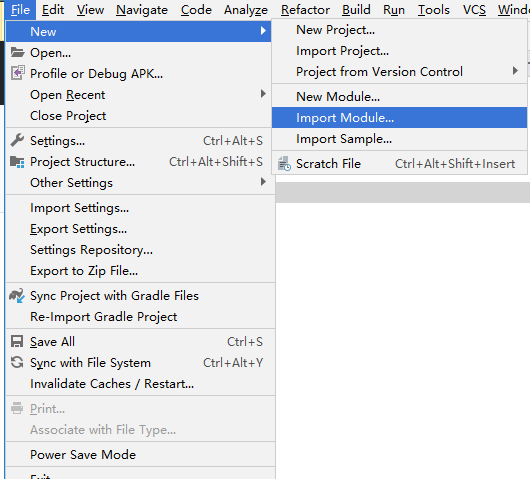 File Edit View Navigate Code Analyze Refactor Build Run Tools VCS Windo
New
Open...
Profile or Debug APK...
Open Recent
Close Project
Settings... Ctrl+Alt+S
Project Structure... Ctrl+Alt+Shift+S
Other Settings
Import Settings...
Export Settings...
Settings Repository...
Export to Zip File...
Sync Project with Gradle Files
Re-Import Gradle Project
Save All Ctrl+S
Sync with File System Ctrl+Alt+Y
Invalidate Caches / Restart...
Print...
Associate with File Type...
Power Save Mode
New Project...
Import Project...
Project from Version Control
New Module...
Import Module...
Import Sample...
Scratch File Ctrl+Alt+Shift+Insert